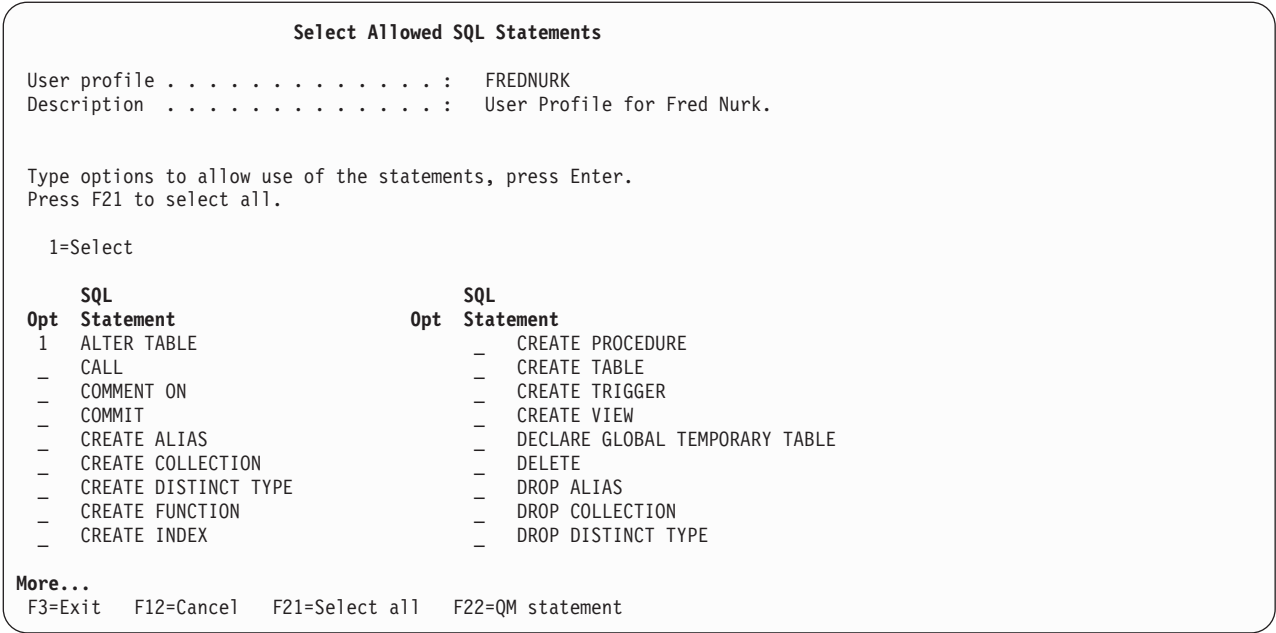 Select Allowed SQL Statements
User profile . . . . . . . . . . . . . : FREDNURK
Description . . . . . . . . . . . . . : User Profile for Fred Nurk.
Type options to allow use of the statements, press Enter.
Press F21 to select all.
1=Select
SQL SQL
Opt Statement Opt Statement
1 ALTER TABLE _ CREATE PROCEDURE
_ CALL _ CREATE TABLE
_ COMMENT ON _ CREATE TRIGGER
_ COMMIT _ CREATE VIEW
_ CREATE ALIAS _ DECLARE GLOBAL TEMPORARY TABLE
_ CREATE COLLECTION _ DELETE
_ CREATE DISTINCT TYPE _ DROP ALIAS
_ CREATE FUNCTION _ DROP COLLECTION
_ CREATE INDEX _ DROP DISTINCT TYPE
More...
F3=Exit F12=Cancel F21=Select all F22=QM statement